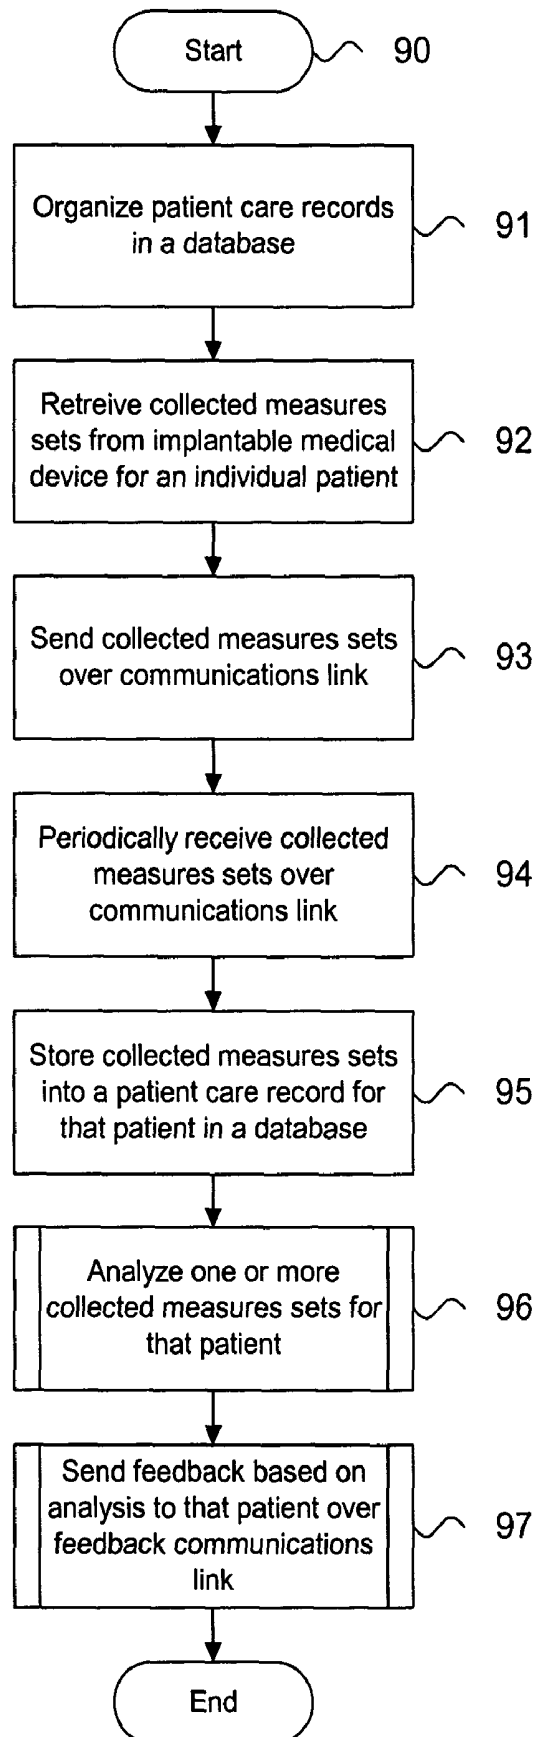 Start
90
Organize patient care records
in a database
91
Retreive collected measures
sets from implantable medical
device for an individual patient
92
Send collected measures sets
over communications link
93
Periodically receive collected
measures sets over
communications link
94
Store collected measures sets
into a patient care record for
that patient in a database
95
Analyze one or more
collected measures sets for
that patient
96
Send feedback based on
analysis to that patient over
feedback communications
link
97
End